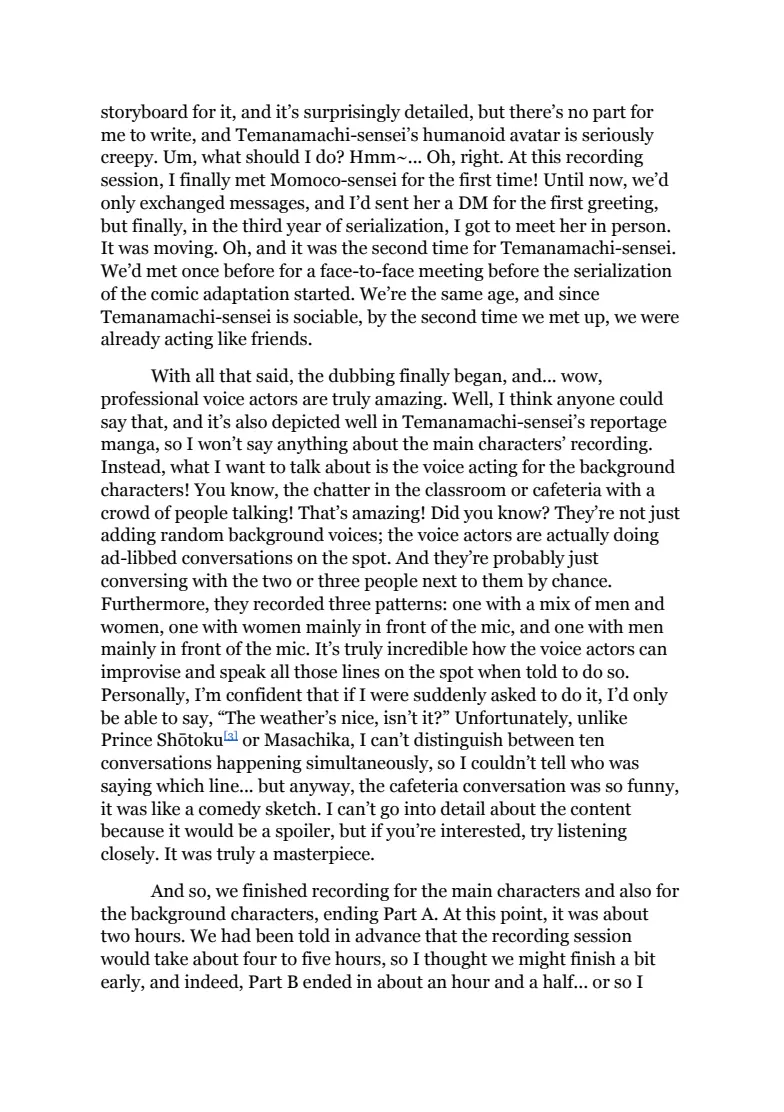 storyboard for it, and it’s surprisingly detailed, but there’s no part for
me to write, and Temanamachi-sensei’s humanoid avatar is seriously
creepy. Um, what should I do? Hmm~... Oh, right. At this recording
session, I finally met Momoco-sensei for the first time! Until now, we’d
only exchanged messages, and I’d sent her a DM for the first greeting,
but finally, in the third year of serialization, I got to meet her in person.
It was moving. Oh, and it was the second time for Temanamachi-sensei.
We’d met once before for a face-to-face meeting before the serialization
of the comic adaptation started. We’re the same age, and since
Temanamachi-sensei is sociable, by the second time we met up, we were
already acting like friends.
With all that said, the dubbing finally began, and... wow,
professional voice actors are truly amazing. Well, I think anyone could
say that, and it’s also depicted well in Temanamachi-sensei’s reportage
manga, so I won’t say anything about the main characters’ recording.
Instead, what I want to talk about is the voice acting for the background
characters! You know, the chatter in the classroom or cafeteria with a
crowd of people talking! That’s amazing! Did you know? They’re not just
adding random background voices; the voice actors are actually doing
ad-libbed conversations on the spot. And they’re probably just
conversing with the two or three people next to them by chance.
Furthermore, they recorded three patterns: one with a mix of men and
women, one with women mainly in front of the mic, and one with men
mainly in front of the mic. It’s truly incredible how the voice actors can
improvise and speak all those lines on the spot when told to do so.
Personally, I’m confident that if I were suddenly asked to do it, I’d only
be able to say, “The weather’s nice, isn’t it?” Unfortunately, unlike
Prince Shōtoku[3] or Masachika, I can’t distinguish between ten
conversations happening simultaneously, so I couldn’t tell who was
saying which line... but anyway, the cafeteria conversation was so funny,
it was like a comedy sketch. I can’t go into detail about the content
because it would be a spoiler, but if you’re interested, try listening
closely. It was truly a masterpiece.
And so, we finished recording for the main characters and also for
the background characters, ending Part A. At this point, it was about
two hours. We had been told in advance that the recording session
would take about four to five hours, so I thought we might finish a bit
early, and indeed, Part B ended in about an hour and a half... or so I